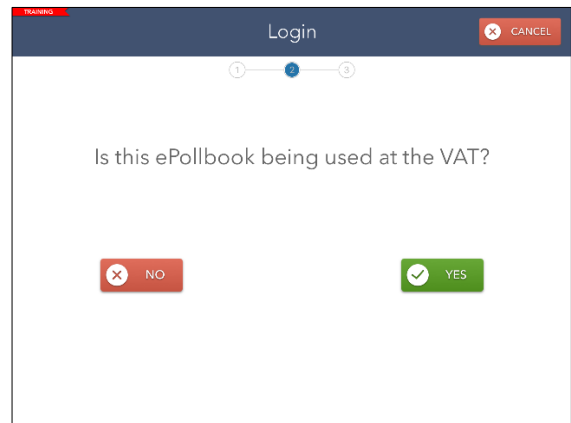 TRAINING
Login
CANCEL
1 2 3
Is this ePollbook being used at the VAT?
NO
YES